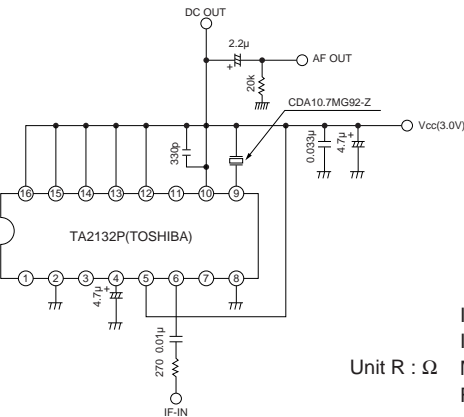 DC OUT
2.2μ
+
AF OUT
20k
CDA10.7MG92-Z
Vcc(3.0V)
330p
0.033μ
4.7μ
+
16 15 14 13 12 11 10 9
TA2132P(TOSHIBA)
1 2 3 4 5 6 7 8
4.7μ
+
270 0.01μ
Unit R : Ω
IF-IN